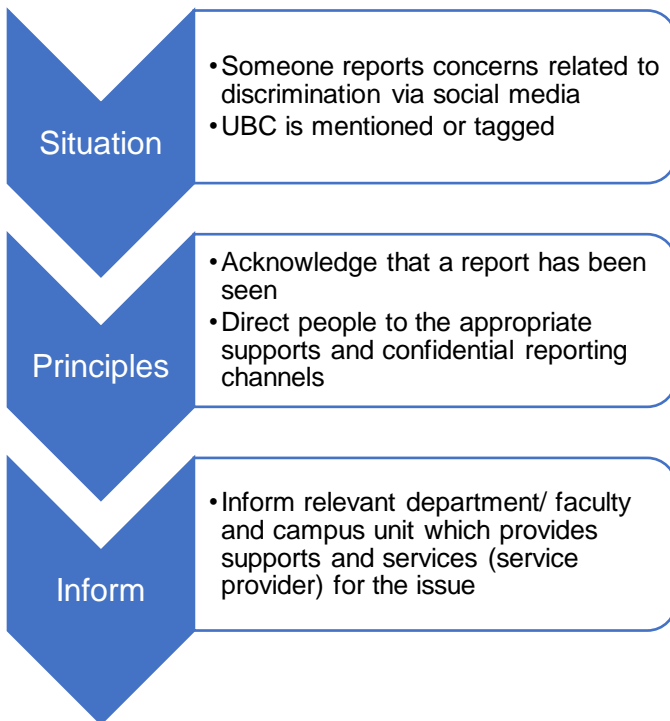 Situation
•Someone reports concerns related to
discrimination via social media
•UBC is mentioned or tagged
Principles
•Acknowledge that a report has been
seen
•Direct people to the appropriate
supports and confidential reporting
channels
Inform
•Inform relevant department/ faculty
and campus unit which provides
supports and services (service
provider) for the issue